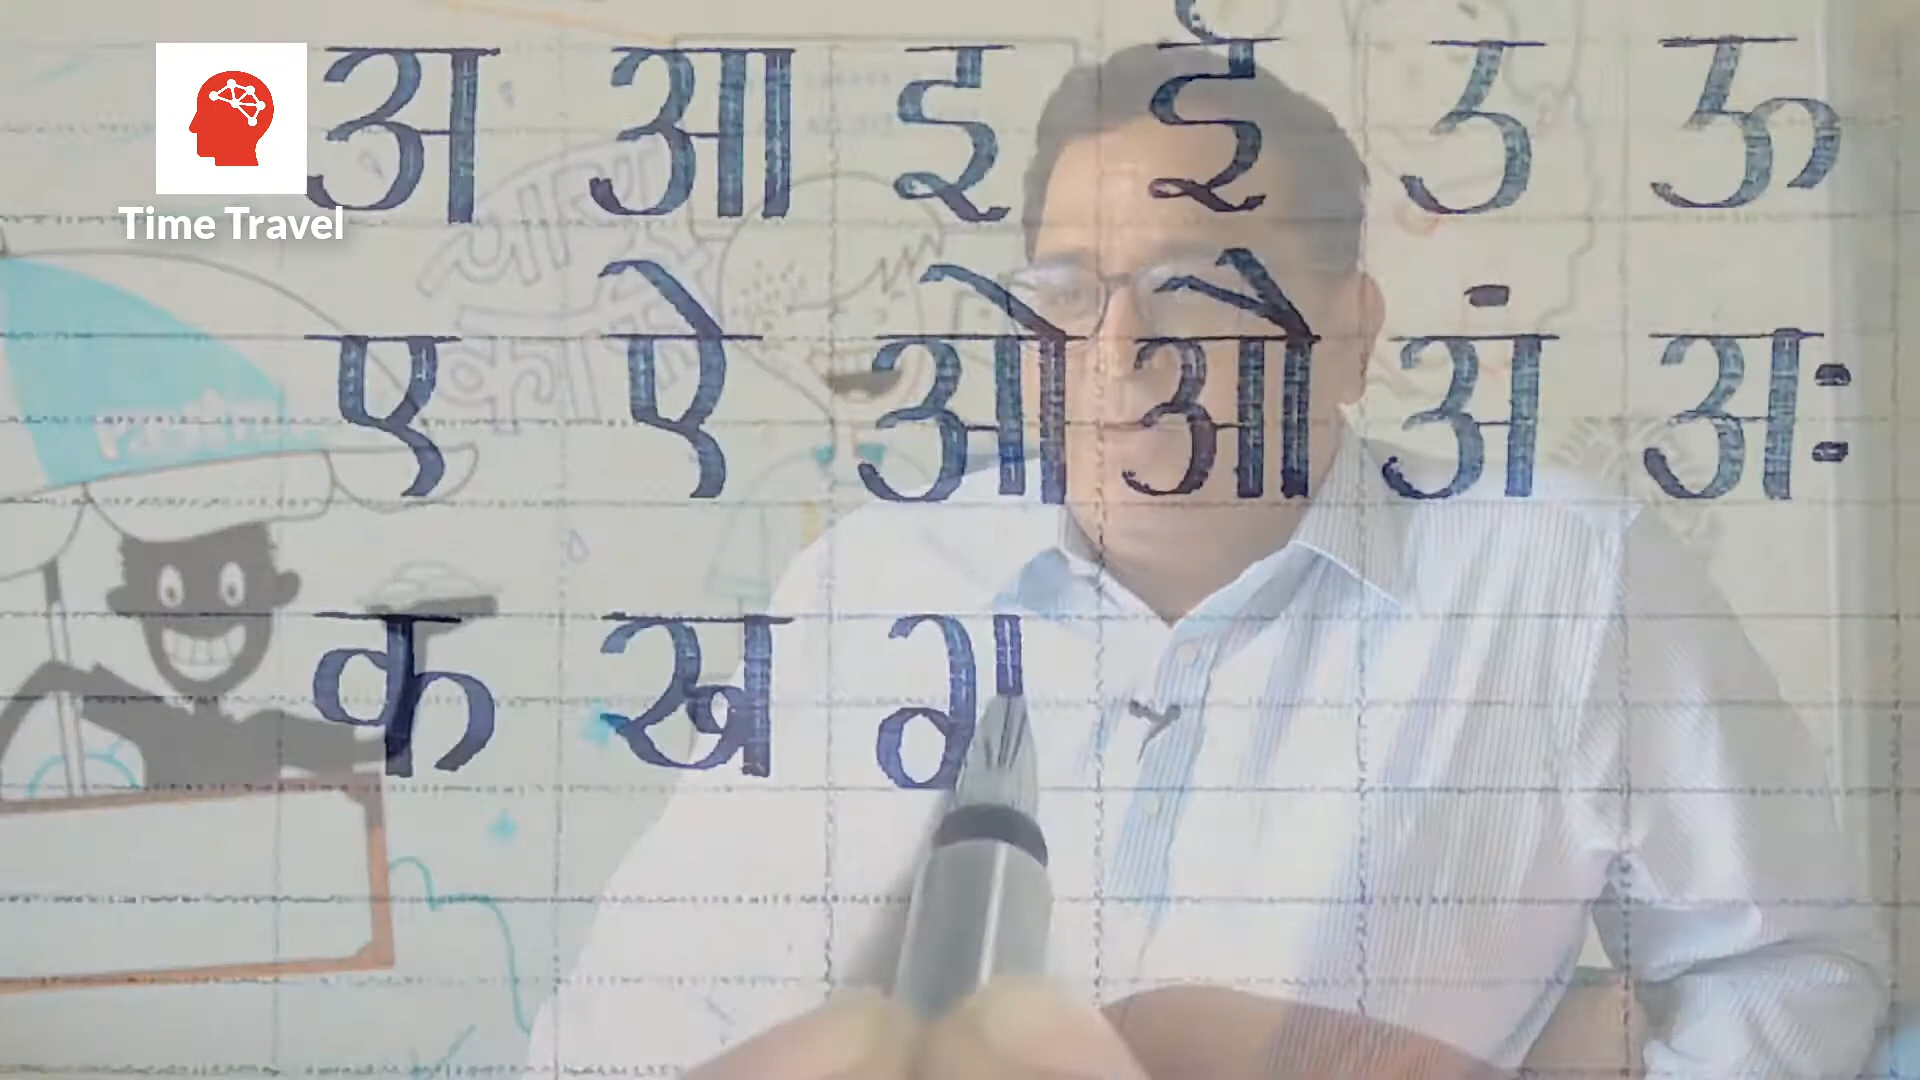 Time Travel
अ आ इ ई उ ऊ
ए ऐ ओ औ अं अः
क ख ग